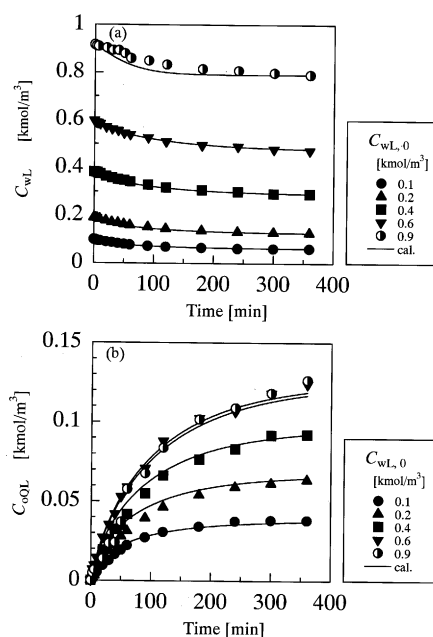 (a)
1
0.8
0.6
0.4
0.2
0
C_wL [kmol/m³]
0 100 200 300 400
Time [min]
C_wL, 0
[kmol/m³]
0.1
0.2
0.4
0.6
0.9
cal.
(b)
0.15
0.1
0.05
0
C_oQL [kmol/m³]
0 100 200 300 400
Time [min]
C_wL, 0
[kmol/m³]
0.1
0.2
0.4
0.6
0.9
cal.